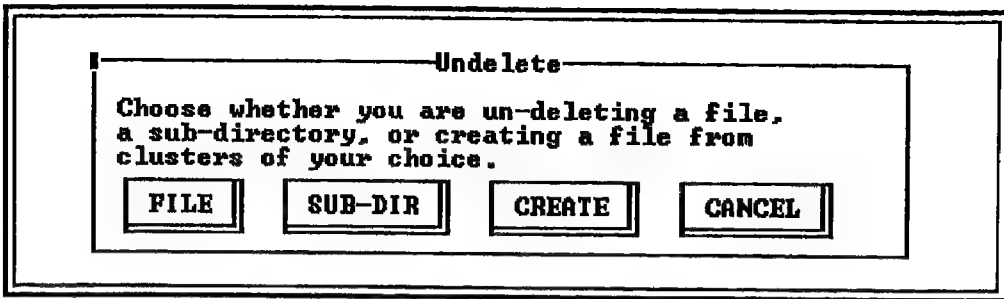 Undelete
Choose whether you are un-deleting a file,
a sub-directory, or creating a file from
clusters of your choice.
FILE SUB-DIR CREATE CANCEL